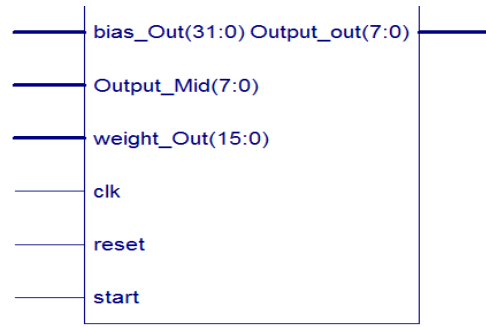 bias_Out(31:0) Output_out(7:0)
Output_Mid(7:0)
weight_Out(15:0)
clk
reset
start